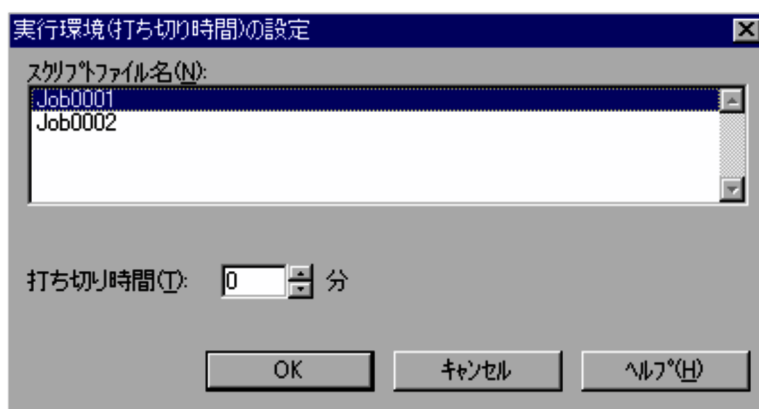 実行環境(打ち切り時間)の設定
ｽｸﾘﾌﾟﾄﾌｧｲﾙ名(N):
Job0001
Job0002
打ち切り時間(T): 0 分
OK ｷｬﾝｾﾙ ﾍﾙﾌﾟ(H)